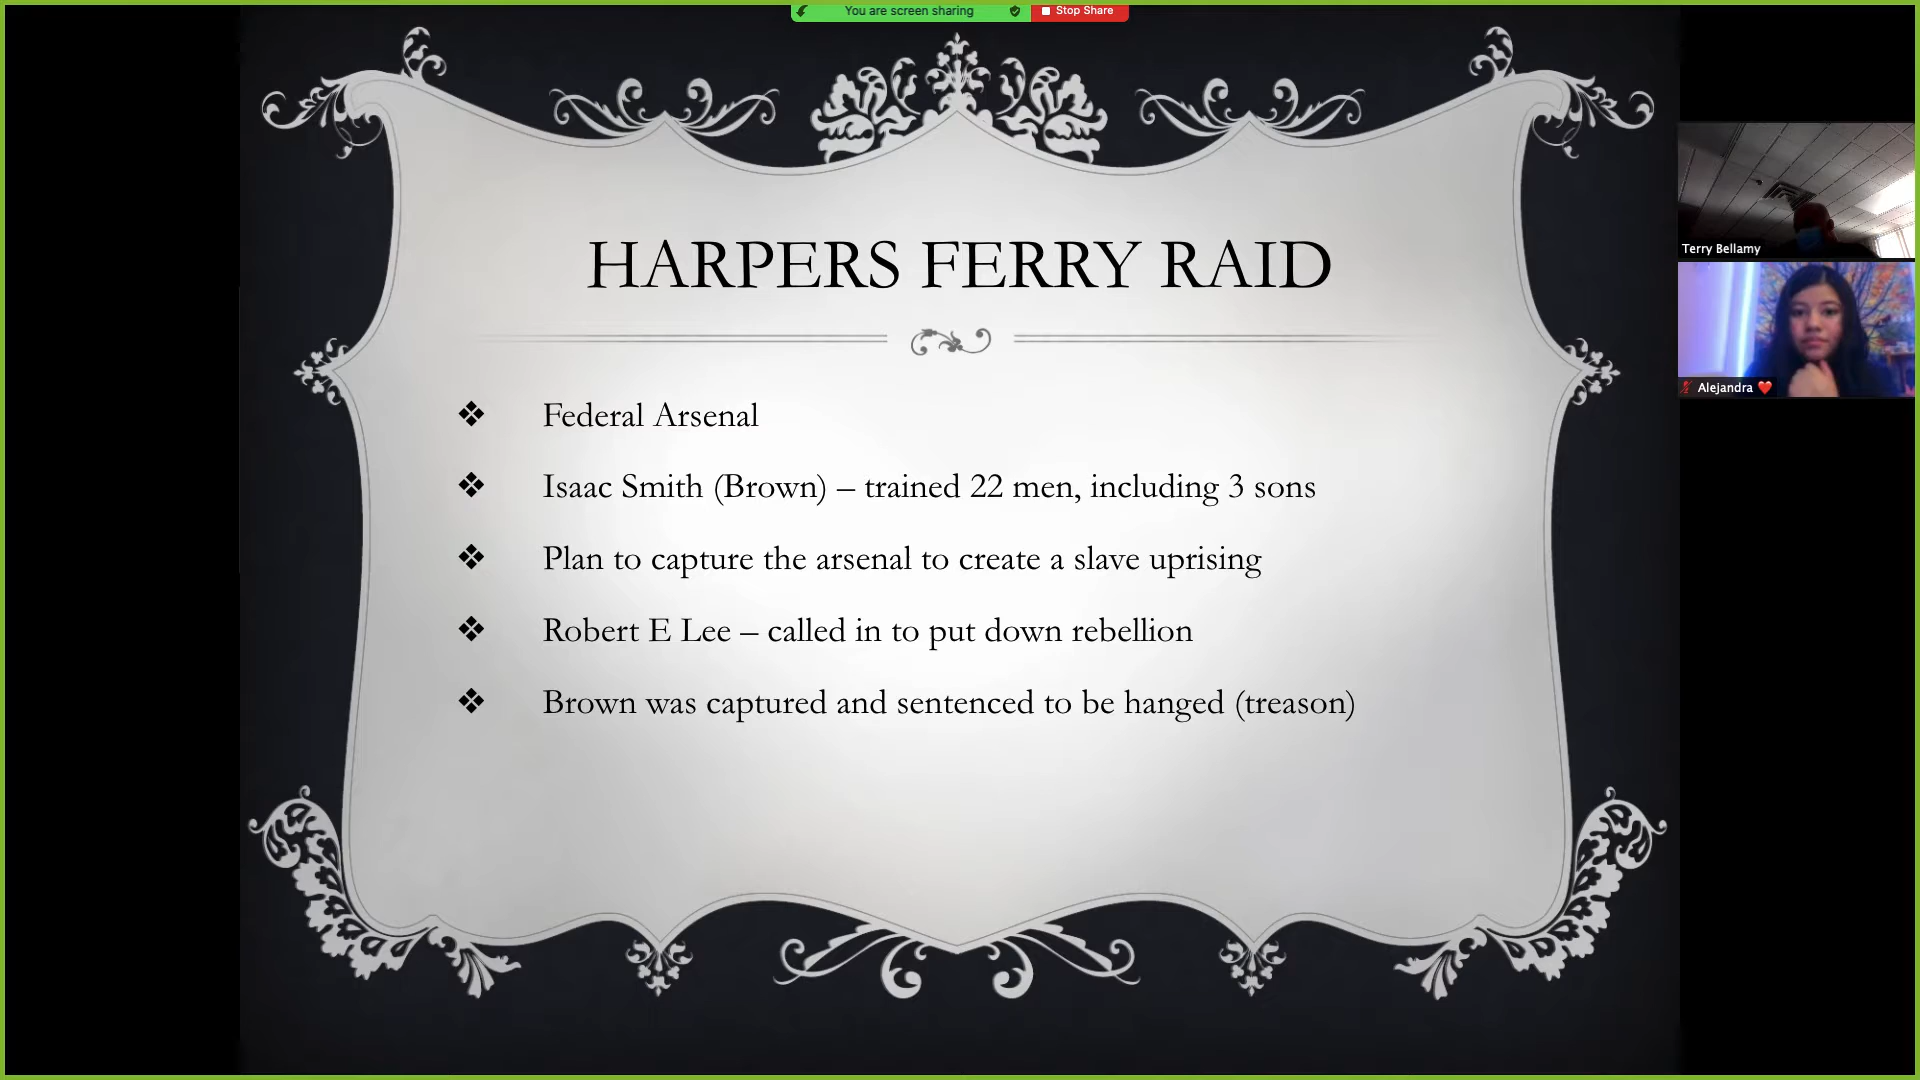 You are screen sharing
Stop Share
HARPERS FERRY RAID
Federal Arsenal
Isaac Smith (Brown) – trained 22 men, including 3 sons
Plan to capture the arsenal to create a slave uprising
Robert E Lee – called in to put down rebellion
Brown was captured and sentenced to be hanged (treason)
Terry Bellamy
Alejandra ❤️